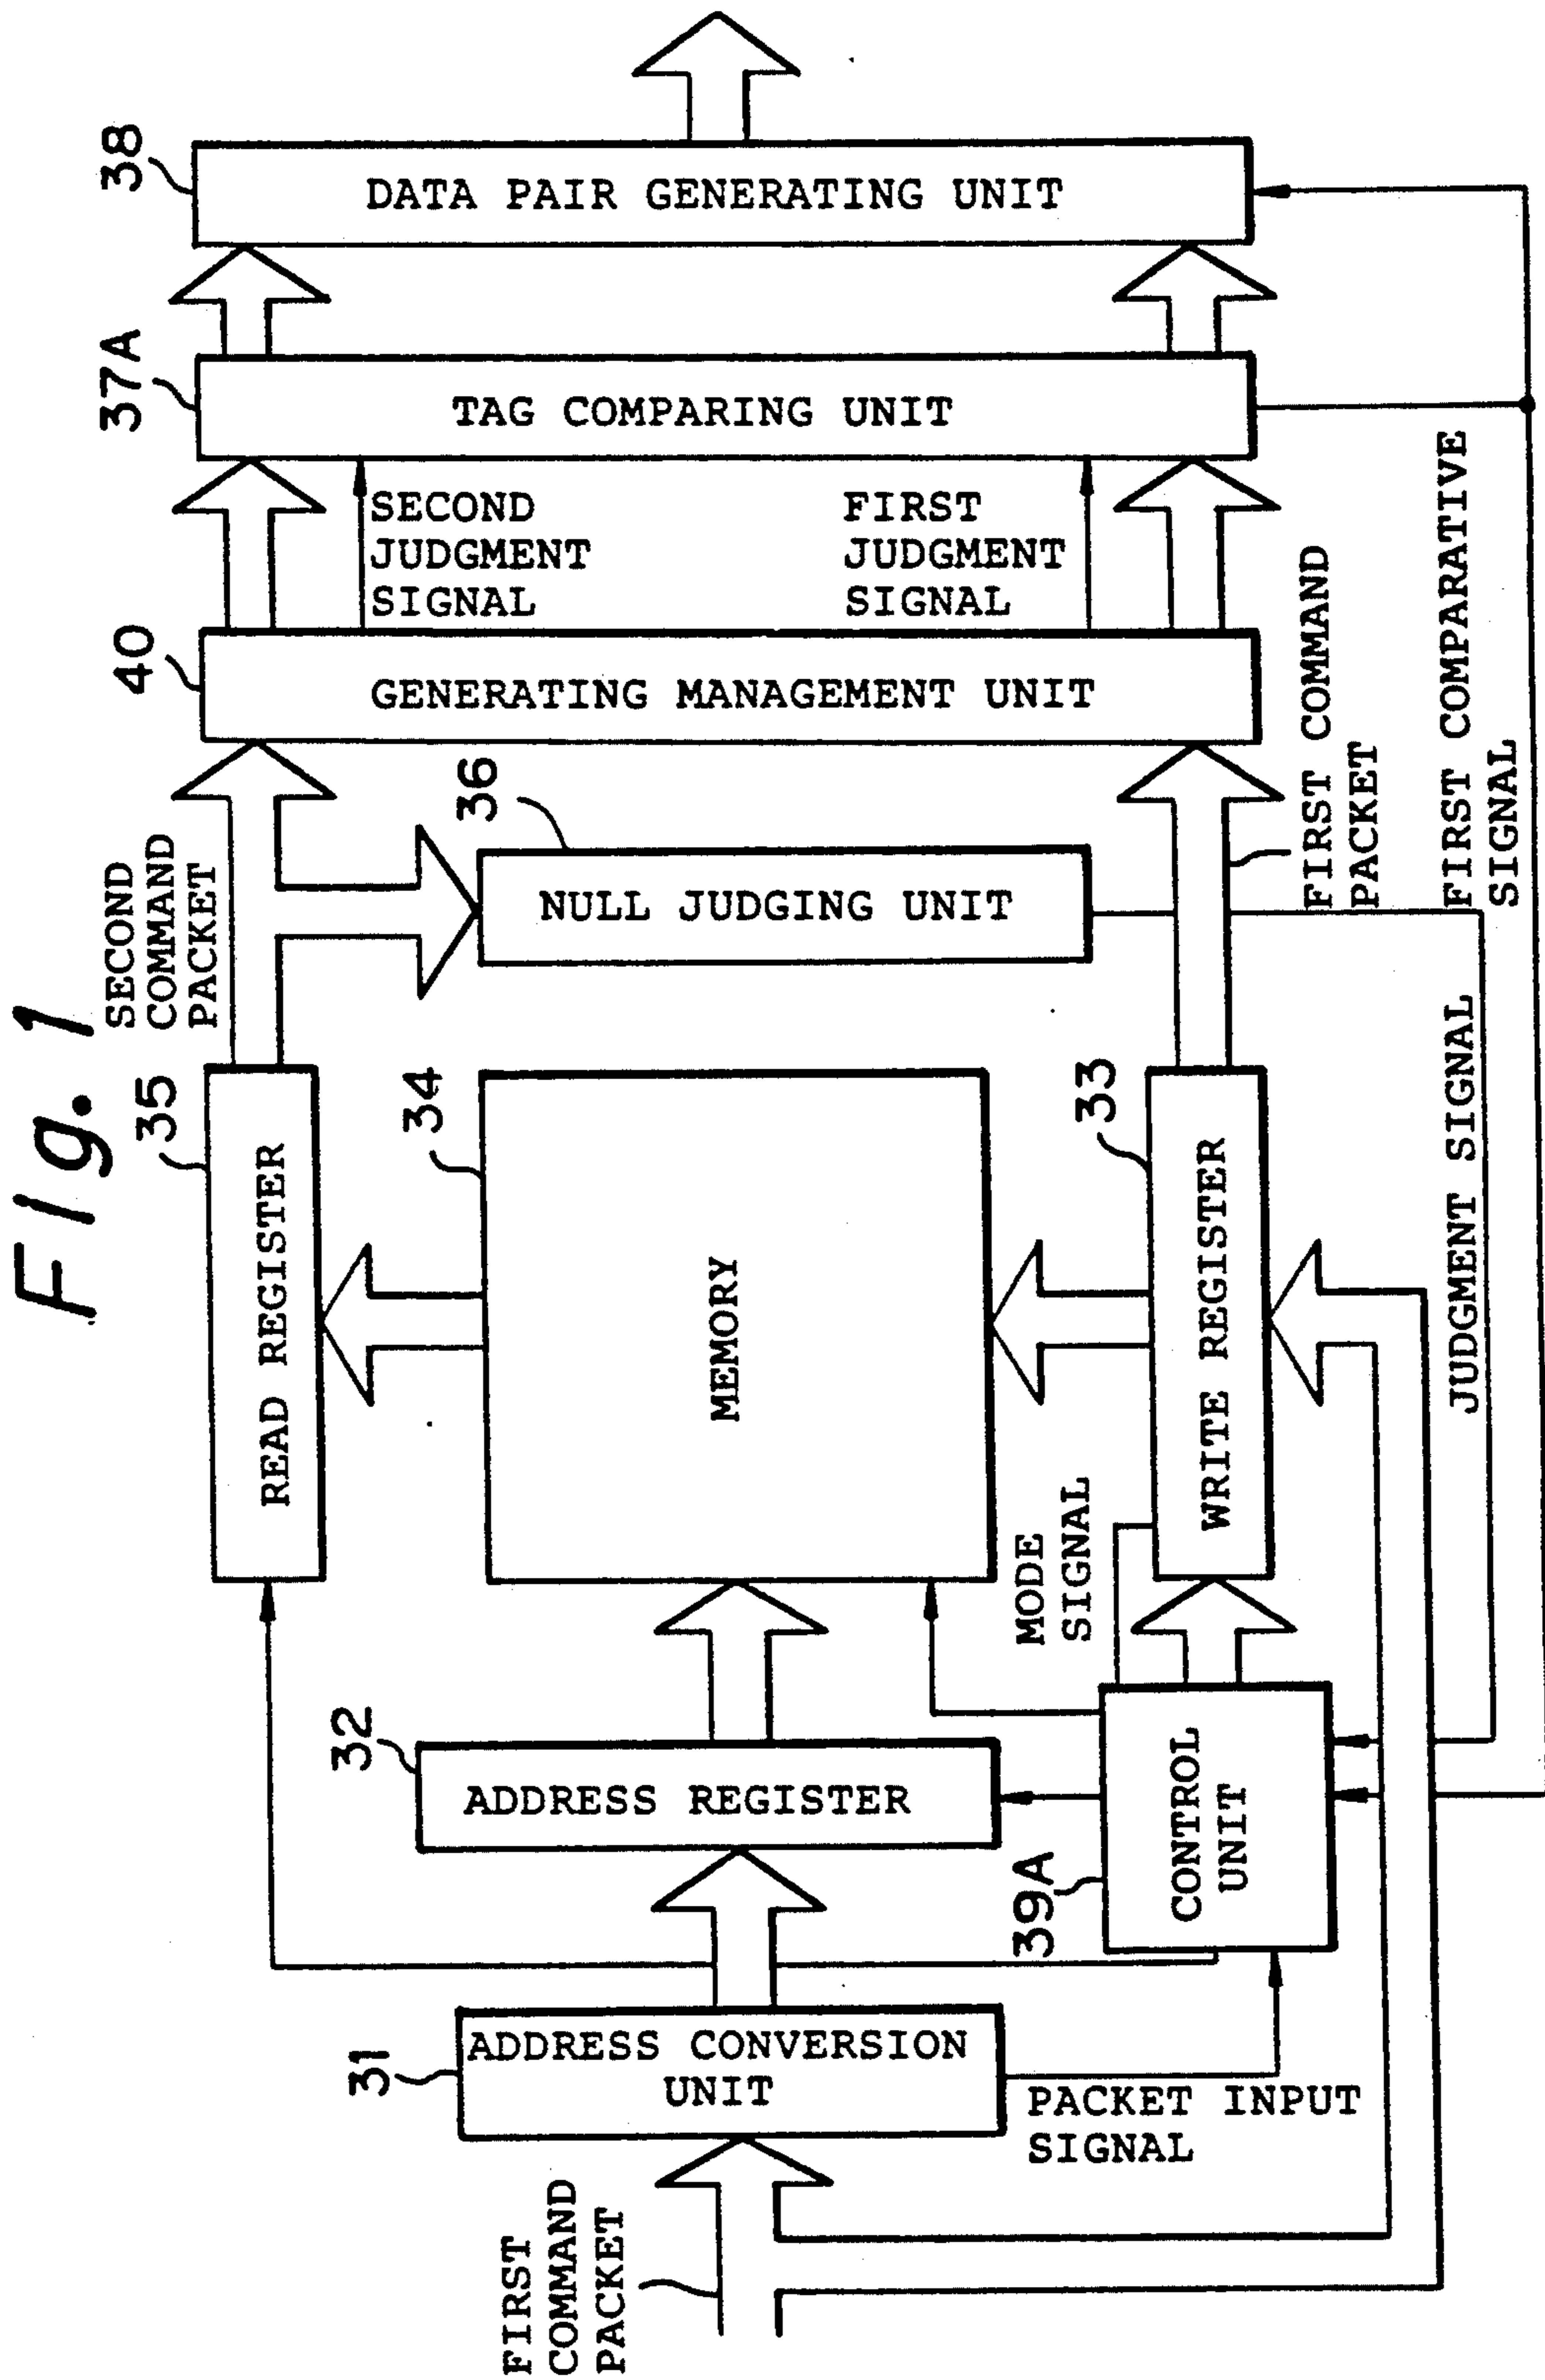 Fig. 1
FIRST
COMMAND
PACKET
31
ADDRESS CONVERSION
UNIT
PACKET INPUT
SIGNAL
32
ADDRESS REGISTER
39A
CONTROL
UNIT
MODE
SIGNAL
35
READ REGISTER
34
MEMORY
33
WRITE REGISTER
SECOND
COMMAND
PACKET
36
NULL JUDGING UNIT
JUDGMENT SIGNAL
FIRST COMMAND
PACKET
FIRST COMPARATIVE
SIGNAL
40
GENERATING MANAGEMENT UNIT
SECOND
JUDGMENT
SIGNAL
FIRST
JUDGMENT
SIGNAL
37A
TAG COMPARING UNIT
38
DATA PAIR GENERATING UNIT